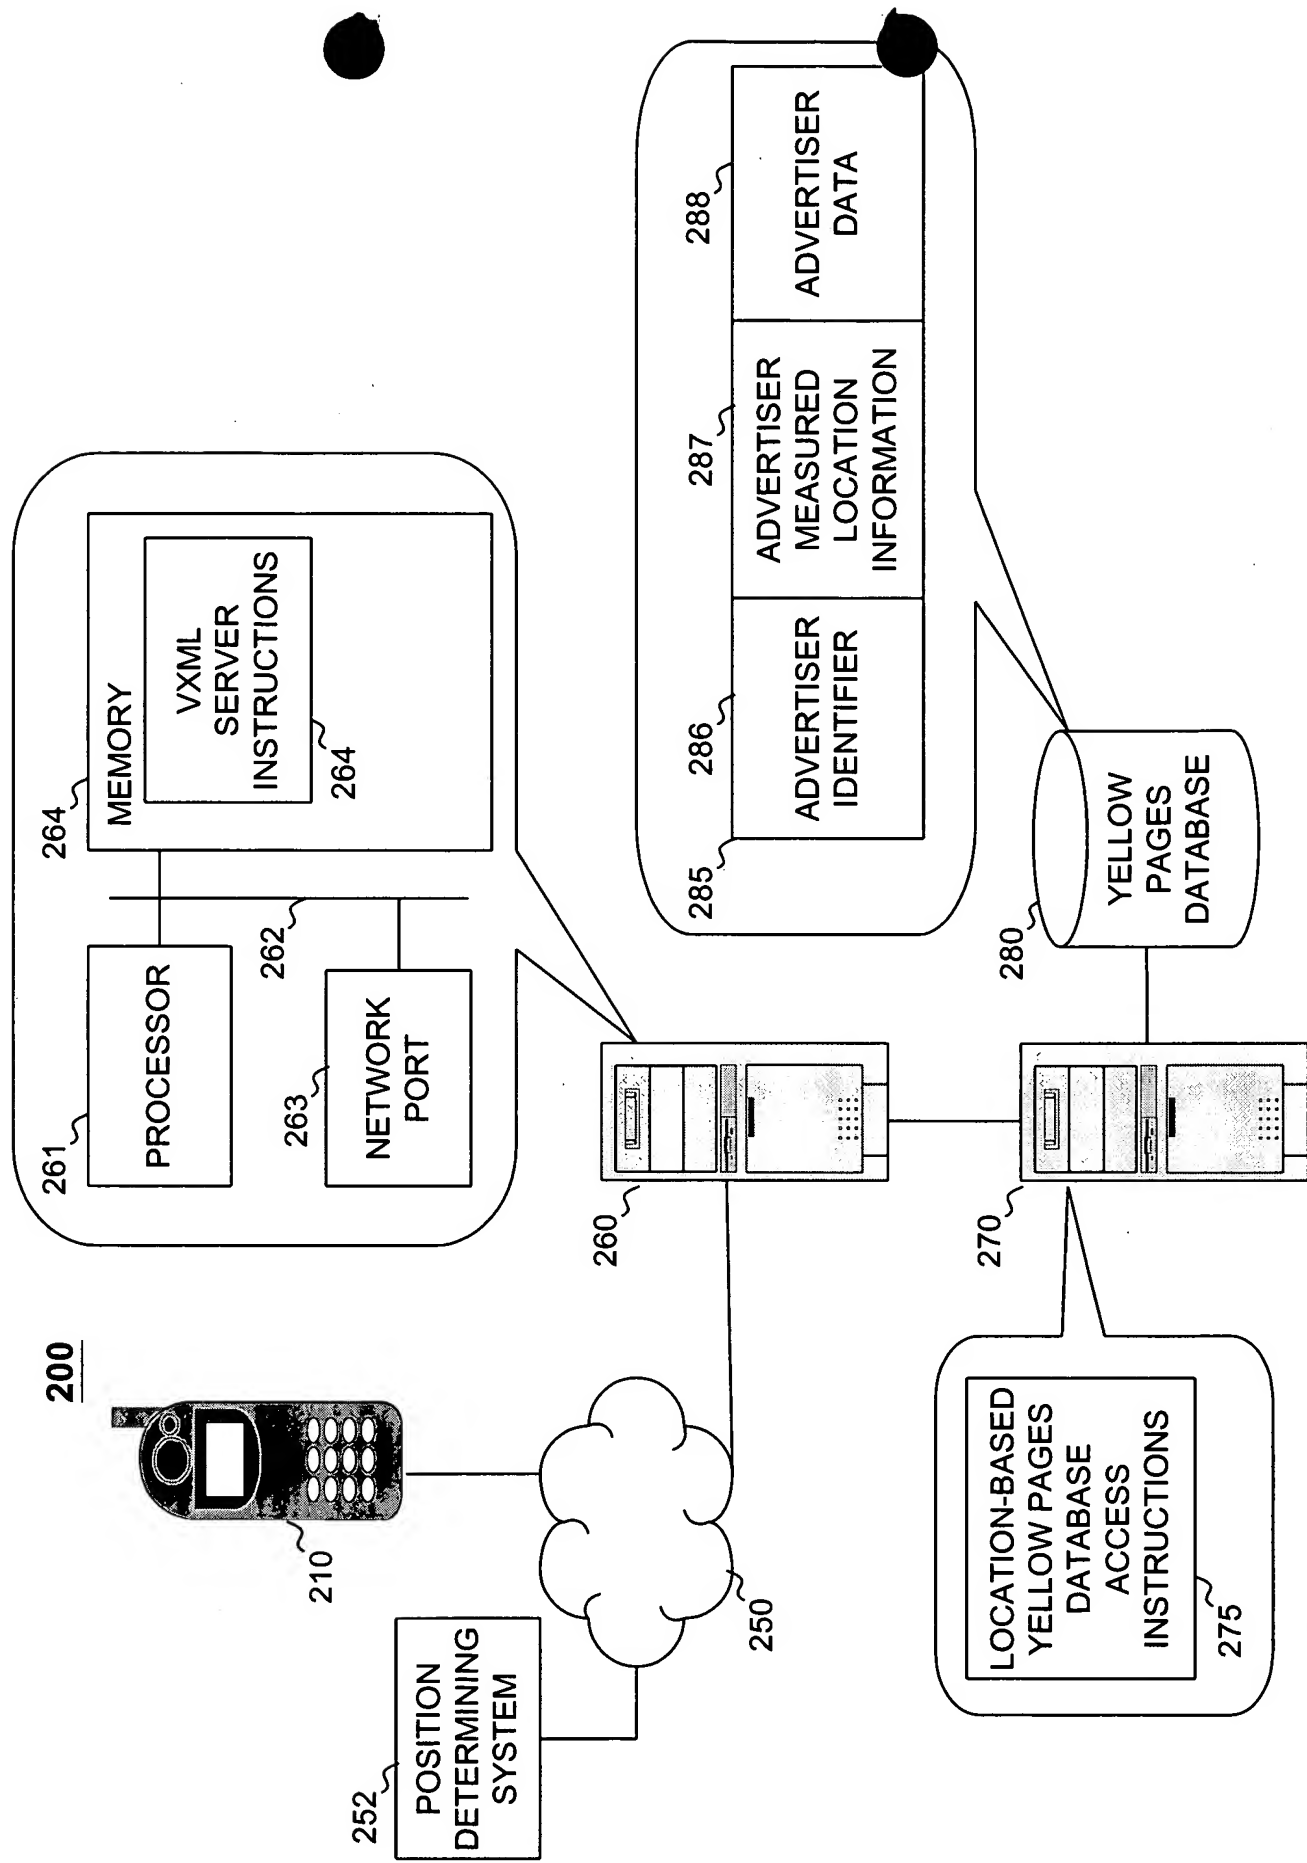 200
210
252
POSITION
DETERMINING
SYSTEM
250
261
PROCESSOR
262
263
NETWORK
PORT
264
MEMORY
VXML
SERVER
INSTRUCTIONS
264
260
270
LOCATION-BASED
YELLOW PAGES
DATABASE
ACCESS
INSTRUCTIONS
275
280
YELLOW
PAGES
DATABASE
285
286
ADVERTISER
IDENTIFIER
287
ADVERTISER
MEASURED
LOCATION
INFORMATION
288
ADVERTISER
DATA